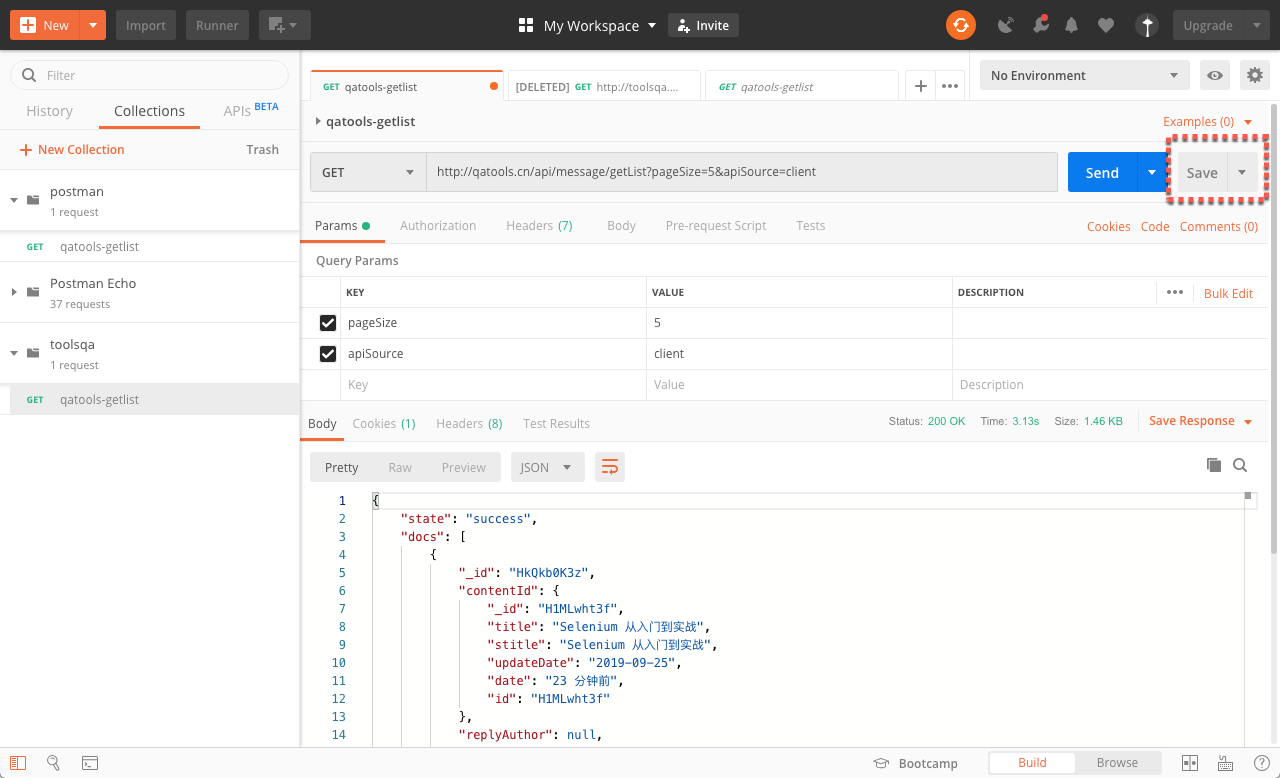 New Import Runner My Workspace Invite Upgrade
Filter
History Collections APIs BETA
New Collection Trash
postman
1 request
GET qatools-getlist
Postman Echo
37 requests
toolsqa
1 request
GET qatools-getlist
GET qatools-getlist [DELETED] GET http://toolsqa.... GET qatools-getlist + ••• No Environment
qatools-getlist Examples (0)
GET http://qatools.cn/api/message/getList?pageSize=5&apiSource=client Send Save
Params Authorization Headers (7) Body Pre-request Script Tests Cookies Code Comments (0)
Query Params
KEY VALUE DESCRIPTION ••• Bulk Edit
pageSize 5
apiSource client
Key Value Description
Body Cookies (1) Headers (8) Test Results Status: 200 OK Time: 3.13s Size: 1.46 KB Save Response
Pretty Raw Preview JSON
1 {
2 "state": "success",
3 "docs": [
4 {
5 "_id": "HkQkb0K3z",
6 "contentId": {
7 "_id": "H1MLwht3f",
8 "title": "Selenium 从入门到实战",
9 "stitle": "Selenium 从入门到实战",
10 "updateDate": "2019-09-25",
11 "date": "23 分钟前",
12 "id": "H1MLwht3f"
13 },
14 "replyAuthor": null,
Bootcamp Build Browse